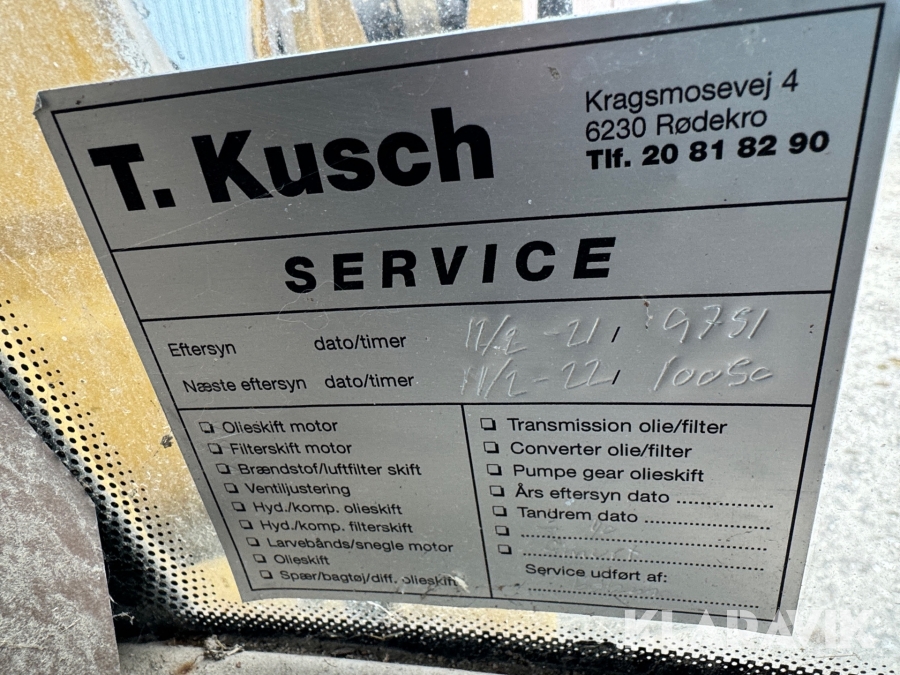 T. Kusch
Kragsmosevej 4
6230 Rødekro
Tlf. 20 81 82 90
SERVICE
Eftersyn dato/timer 11/2-21 / 9751
Næste eftersyn dato/timer 11/2-22 / 10050
❏ Olieskift motor
❏ Filterskift motor
❏ Brændstof/luftfilter skift
❏ Ventiljustering
❏ Hyd./komp. olieskift
❏ Hyd./komp. filterskift
❏ Larvebånds/snegle motor
❏ Olieskift
❏ Spær/bagtøj/diff. olieskift
❏ Transmission olie/filter
❏ Converter olie/filter
❏ Pumpe gear olieskift
❏ Års eftersyn dato ................
❏ Tandrem dato ......................
❏
❏
Service udført af:
KLARAVIK